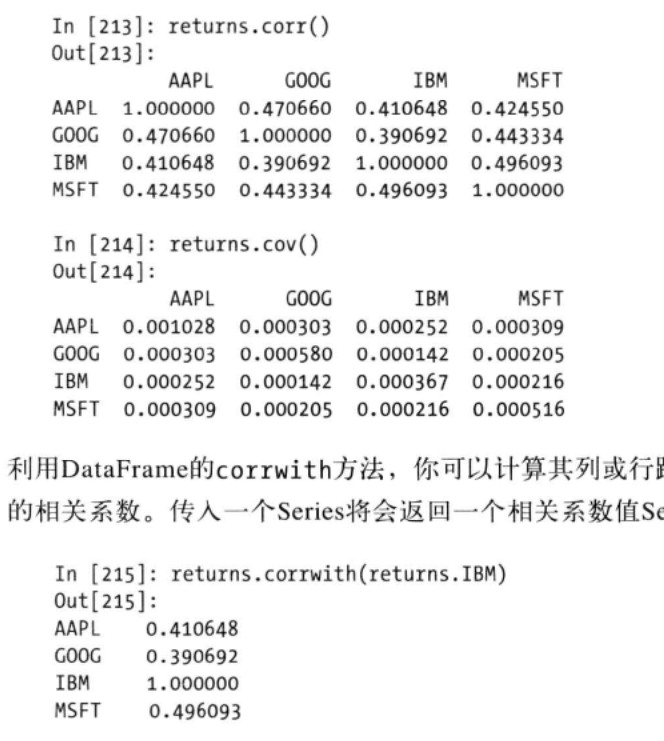 In [213]: returns.corr()
Out[213]:
AAPL GOOG IBM MSFT
AAPL 1.000000 0.470660 0.410648 0.424550
GOOG 0.470660 1.000000 0.390692 0.443334
IBM 0.410648 0.390692 1.000000 0.496093
MSFT 0.424550 0.443334 0.496093 1.000000
In [214]: returns.cov()
Out[214]:
AAPL GOOG IBM MSFT
AAPL 0.001028 0.000303 0.000252 0.000309
GOOG 0.000303 0.000580 0.000142 0.000205
IBM 0.000252 0.000142 0.000367 0.000216
MSFT 0.000309 0.000205 0.000216 0.000516
利用DataFrame的corrwith方法，你可以计算其列或行
的相关系数。传入一个Series将会返回一个相关系数值Se
In [215]: returns.corrwith(returns.IBM)
Out[215]:
AAPL 0.410648
GOOG 0.390692
IBM 1.000000
MSFT 0.496093